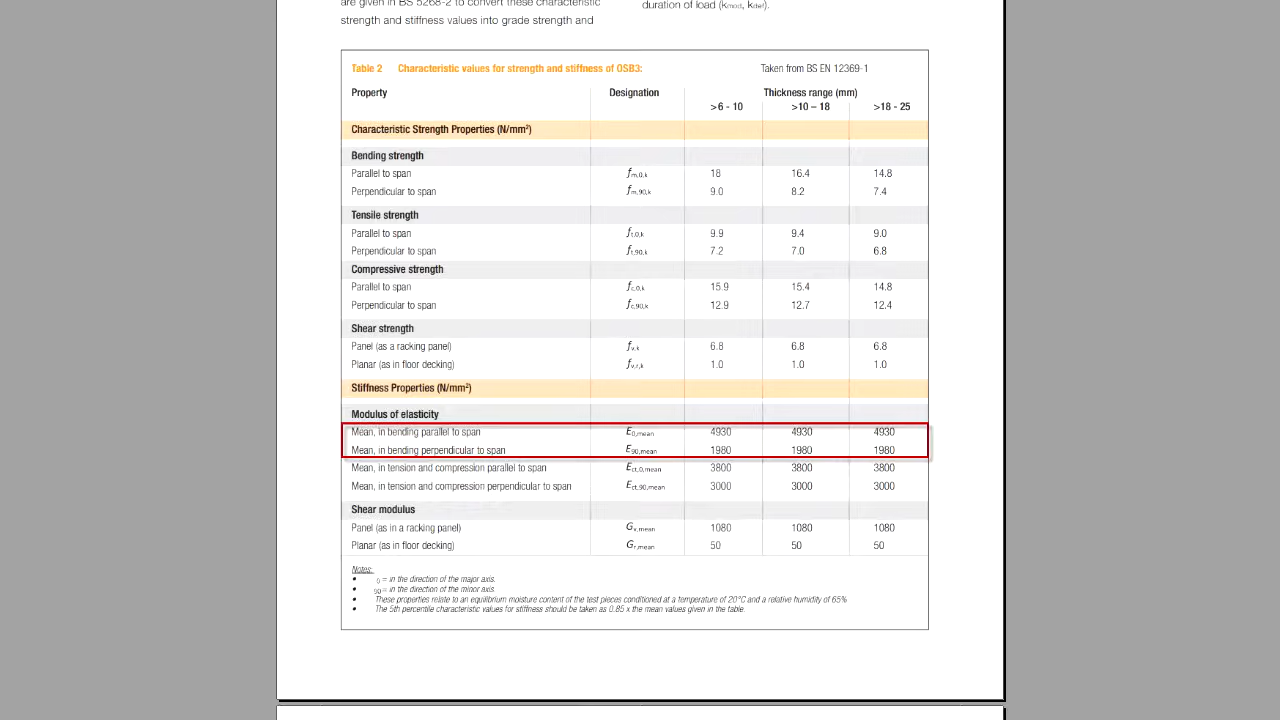 are given in BS 5268-2 to convert these characteristic
strength and stiffness values into grade strength and
duration of load (kmod, kdef).
Table 2 Characteristic values for strength and stiffness of OSB3: Taken from BS EN 12369-1
Property Designation Thickness range (mm)
>6 - 10 >10 – 18 >18 - 25
Characteristic Strength Properties (N/mm²)
Bending strength
Parallel to span fm,0,k 18 16.4 14.8
Perpendicular to span fm,90,k 9.0 8.2 7.4
Tensile strength
Parallel to span ft,0,k 9.9 9.4 9.0
Perpendicular to span ft,90,k 7.2 7.0 6.8
Compressive strength
Parallel to span fc,0,k 15.9 15.4 14.8
Perpendicular to span fc,90,k 12.9 12.7 12.4
Shear strength
Panel (as a racking panel) fv,k 6.8 6.8 6.8
Planar (as in floor decking) fv,r,k 1.0 1.0 1.0
Stiffness Properties (N/mm²)
Modulus of elasticity
Mean, in bending parallel to span E0,mean 4930 4930 4930
Mean, in bending perpendicular to span E90,mean 1980 1980 1980
Mean, in tension and compression parallel to span Ect,0,mean 3800 3800 3800
Mean, in tension and compression perpendicular to span Ect,90,mean 3000 3000 3000
Shear modulus
Panel (as in a racking panel) Gv,mean 1080 1080 1080
Planar (as in floor decking) Gr,mean 50 50 50
Notes:
• 0 = in the direction of the major axis.
• 90 = in the direction of the minor axis
• These properties relate to an equilibrium moisture content of the test pieces conditioned at a temperature of 20°C and a relative humidity of 65%
• The 5th percentile characteristic values for stiffness should be taken as 0.85 x the mean values given in the table.